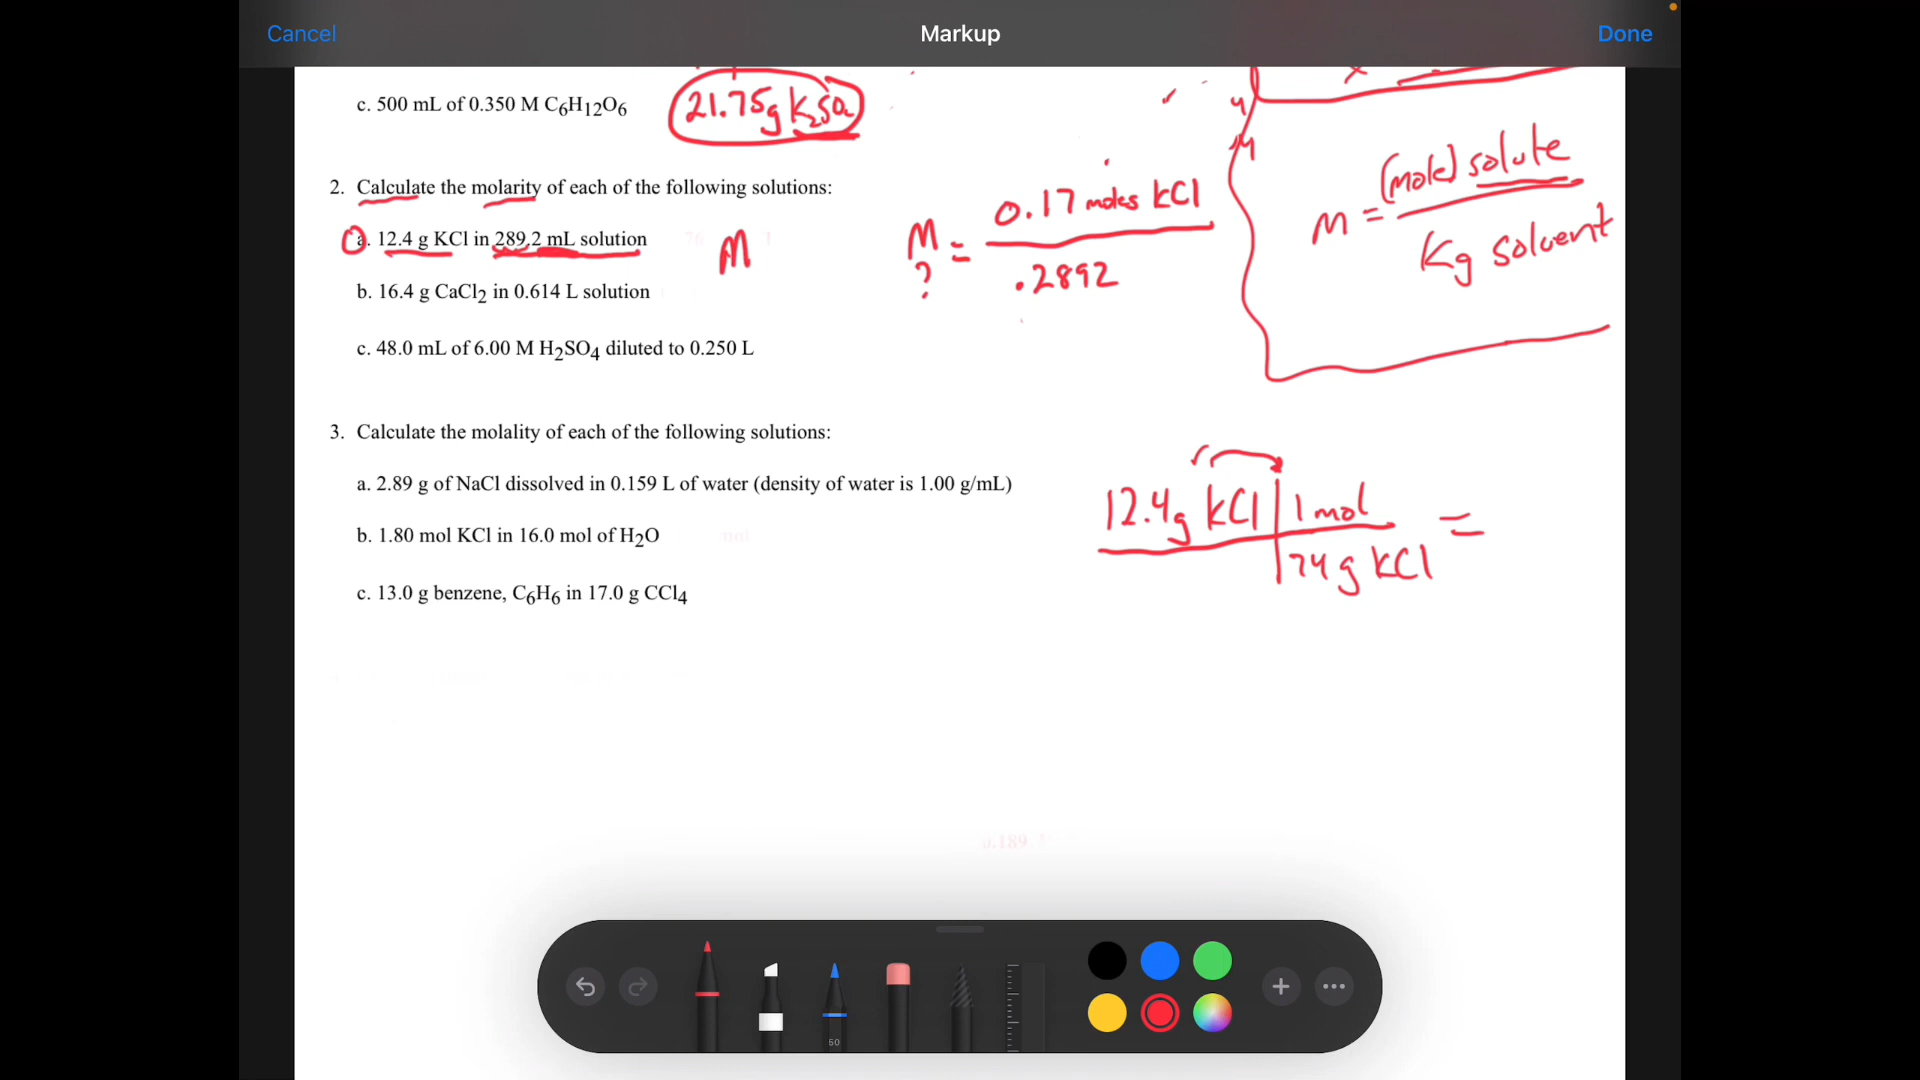 Cancel
Markup
Done
c. 500 mL of 0.350 M C6H12O6
21.75g K2SO4
2. Calculate the molarity of each of the following solutions:
a. 12.4 g KCl in 289.2 mL solution
M
M = 0.17 moles KCl
?
.2892
M = (mole) solute
Kg solvent
b. 16.4 g CaCl2 in 0.614 L solution
c. 48.0 mL of 6.00 M H2SO4 diluted to 0.250 L
3. Calculate the molality of each of the following solutions:
a. 2.89 g of NaCl dissolved in 0.159 L of water (density of water is 1.00 g/mL)
b. 1.80 mol KCl in 16.0 mol of H2O
c. 13.0 g benzene, C6H6 in 17.0 g CCl4
12.4g KCl | 1 mol =
74 g KCl
0.189
50